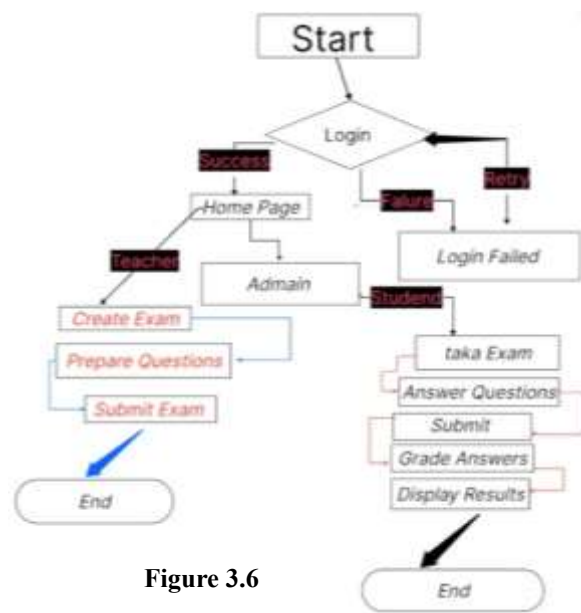 Start
Login
Success
Falure
Retry
Home Page
Login Failed
Teacher
Admain
Studend
Create Exam
taka Exam
Prepare Questions
Answer Questions
Submit Exam
Submit
Grade Answers
Display Results
End
End
Figure 3.6